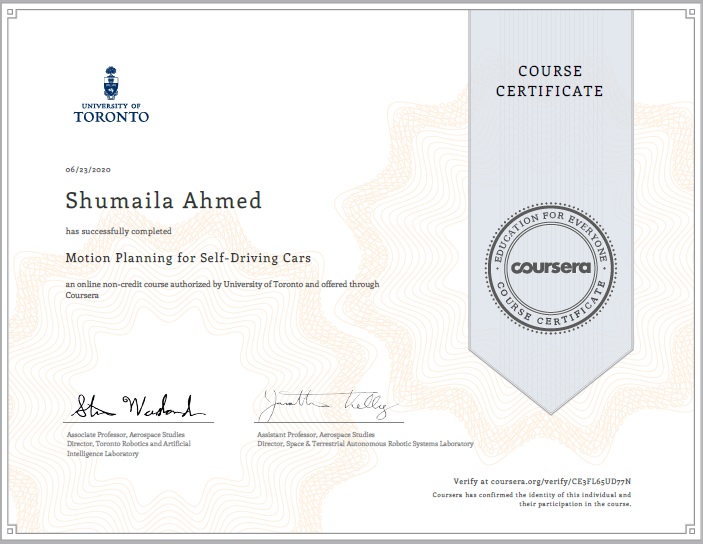 UNIVERSITY OF
TORONTO
COURSE
CERTIFICATE
06/23/2020
Shumaila Ahmed
has successfully completed
Motion Planning for Self-Driving Cars
an online non-credit course authorized by University of Toronto and offered through
Coursera
EDUCATION FOR EVERYONE
coursera
COURSE CERTIFICATE
Associate Professor, Aerospace Studies
Director, Toronto Robotics and Artificial
Intelligence Laboratory
Assistant Professor, Aerospace Studies
Director, Space & Terrestrial Autonomous Robotic Systems Laboratory
Verify at coursera.org/verify/CE3FL65UD77N
Coursera has confirmed the identity of this individual and
their participation in the course.